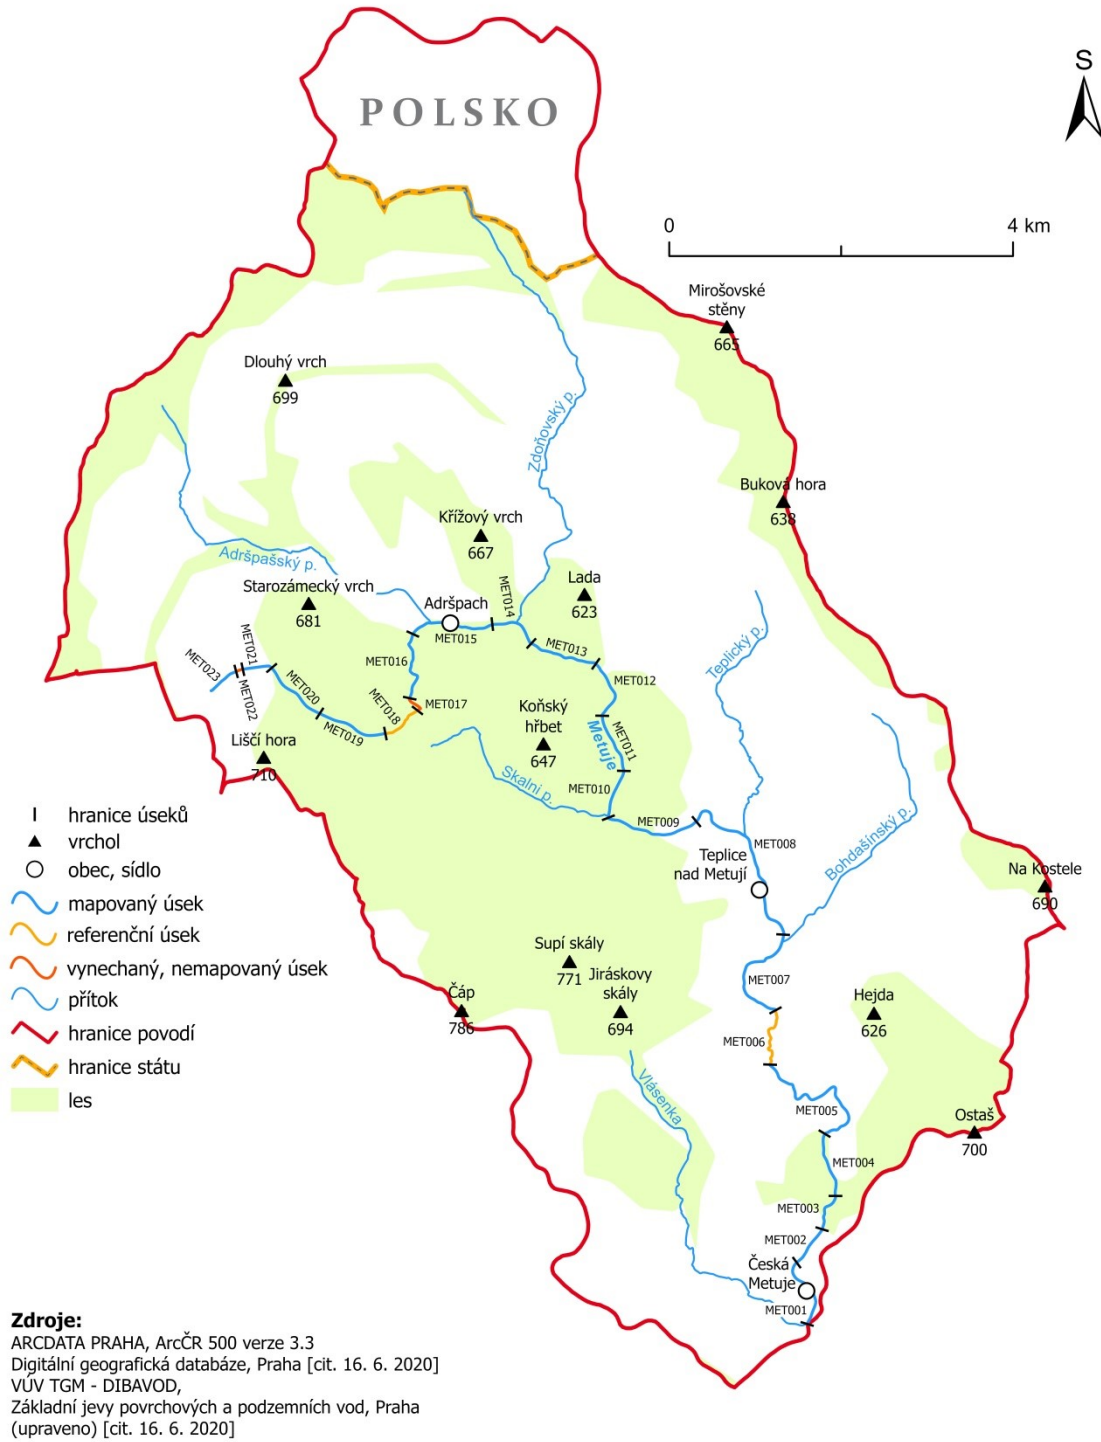 POLSKO
S
0
4 km
Mirošovské
stěny
665
Dlouhý vrch
699
Zdoňovský p.
Buková hora
638
Křížový vrch
667
Adršpašský p.
Starozámecký vrch
681
Adršpach
MET014
Lada
623
MET015
MET013
MET016
MET012
MET021
MET023
MET022
MET020
MET019
MET018
MET017
Teplický p.
Koňský
hřbet
647
Metuje
MET011
Liščí hora
710
Skalní p.
MET010
MET009
MET008
Teplice
nad Metují
Bohdašínský p.
Na Kostele
690
hranice úseků
vrchol
obec, sídlo
mapovaný úsek
referenční úsek
vynechaný, nemapovaný úsek
přítok
hranice povodí
hranice státu
les
Supí skály
771
Jiráskovy
skály
694
Čáp
786
MET007
Hejda
626
MET006
Vlásenka
MET005
Ostaš
700
MET004
MET003
MET002
Česká
Metuje
MET001
Zdroje:
ARCDATA PRAHA, ArcČR 500 verze 3.3
Digitální geografická databáze, Praha [cit. 16. 6. 2020]
VÚV TGM - DIBAVOD,
Základní jevy povrchových a podzemních vod, Praha
(upraveno) [cit. 16. 6. 2020]